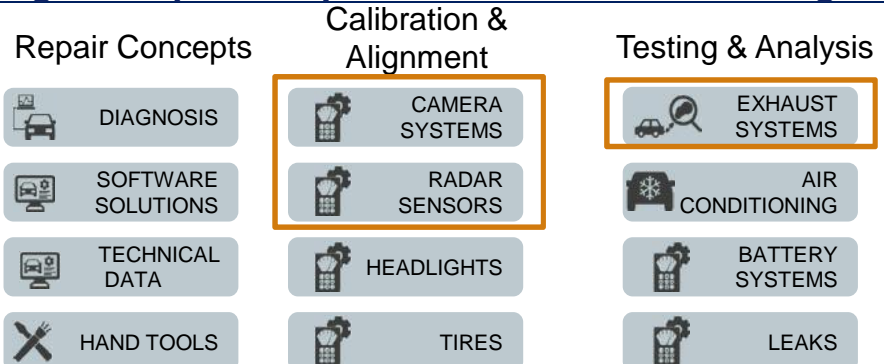 Repair Concepts
DIAGNOSIS
SOFTWARE
SOLUTIONS
TECHNICAL
DATA
HAND TOOLS
Calibration &
Alignment
CAMERA
SYSTEMS
RADAR
SENSORS
HEADLIGHTS
TIRES
Testing & Analysis
EXHAUST
SYSTEMS
AIR
CONDITIONING
BATTERY
SYSTEMS
LEAKS